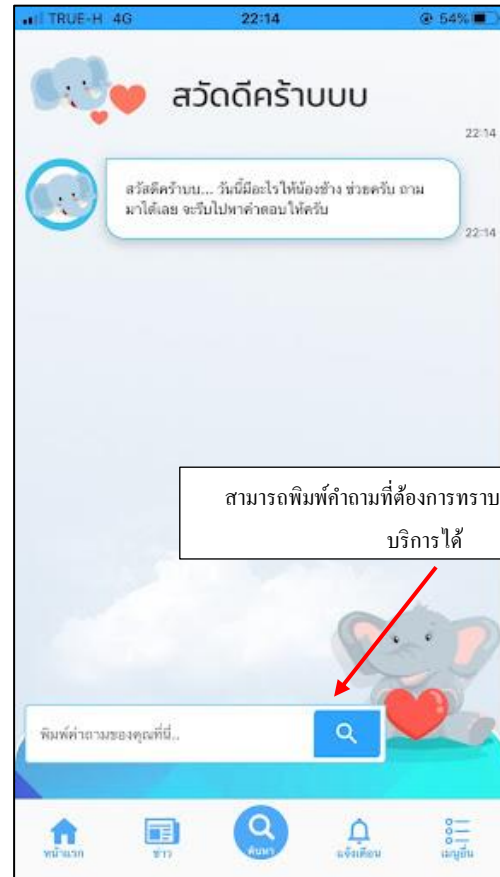 TRUE-H 4G 22:14 54%
สวัดดีคร้าบบบ
22:14
สวัสดีคร้าบบ... วันนี้มีอะไรให้น้องช้าง ช่วยครับ ถาม
มาได้เลย จะรีบไปหาคำตอบให้ครับ
22:14
สามารถพิมพ์คำถามที่ต้องการทราบ
บริการได้
พิมพ์คำถามของคุณที่นี่..
หน้าแรก ข่าว ค้นหา แจ้งเตือน เมนูอื่น